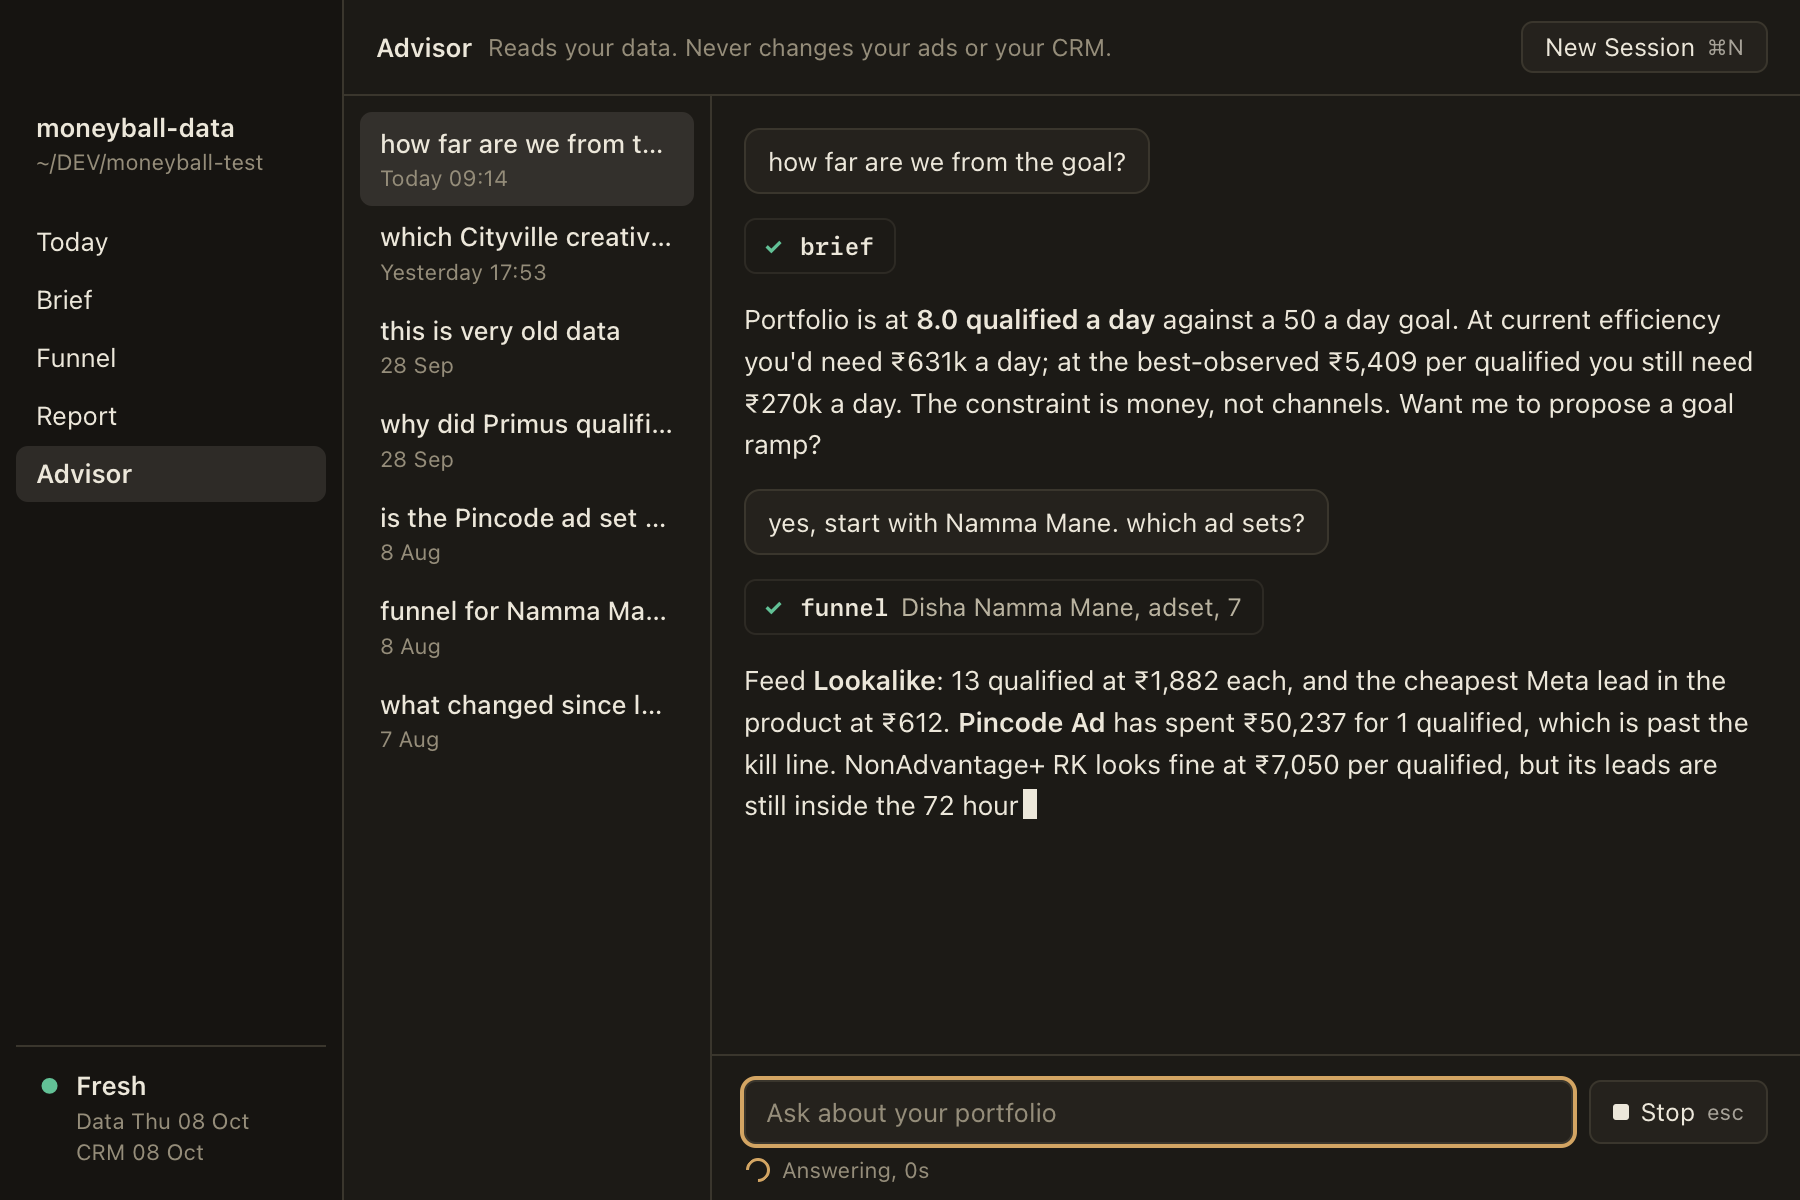 Advisor Reads your data. Never changes your ads or your CRM.
New Session ⌘N
moneyball-data
~/DEV/moneyball-test
Today
Brief
Funnel
Report
Advisor
Fresh
Data Thu 08 Oct
CRM 08 Oct
how far are we from t...
Today 09:14
which Cityville creativ...
Yesterday 17:53
this is very old data
28 Sep
why did Primus qualifi...
28 Sep
is the Pincode ad set ...
8 Aug
funnel for Namma Ma...
8 Aug
what changed since l...
7 Aug
how far are we from the goal?
✓ brief
Portfolio is at 8.0 qualified a day against a 50 a day goal. At current efficiency
you'd need ₹631k a day; at the best-observed ₹5,409 per qualified you still need
₹270k a day. The constraint is money, not channels. Want me to propose a goal
ramp?
yes, start with Namma Mane. which ad sets?
✓ funnel Disha Namma Mane, adset, 7
Feed Lookalike: 13 qualified at ₹1,882 each, and the cheapest Meta lead in the
product at ₹612. Pincode Ad has spent ₹50,237 for 1 qualified, which is past the
kill line. NonAdvantage+ RK looks fine at ₹7,050 per qualified, but its leads are
still inside the 72 hour
Ask about your portfolio
Stop esc
Answering, 0s